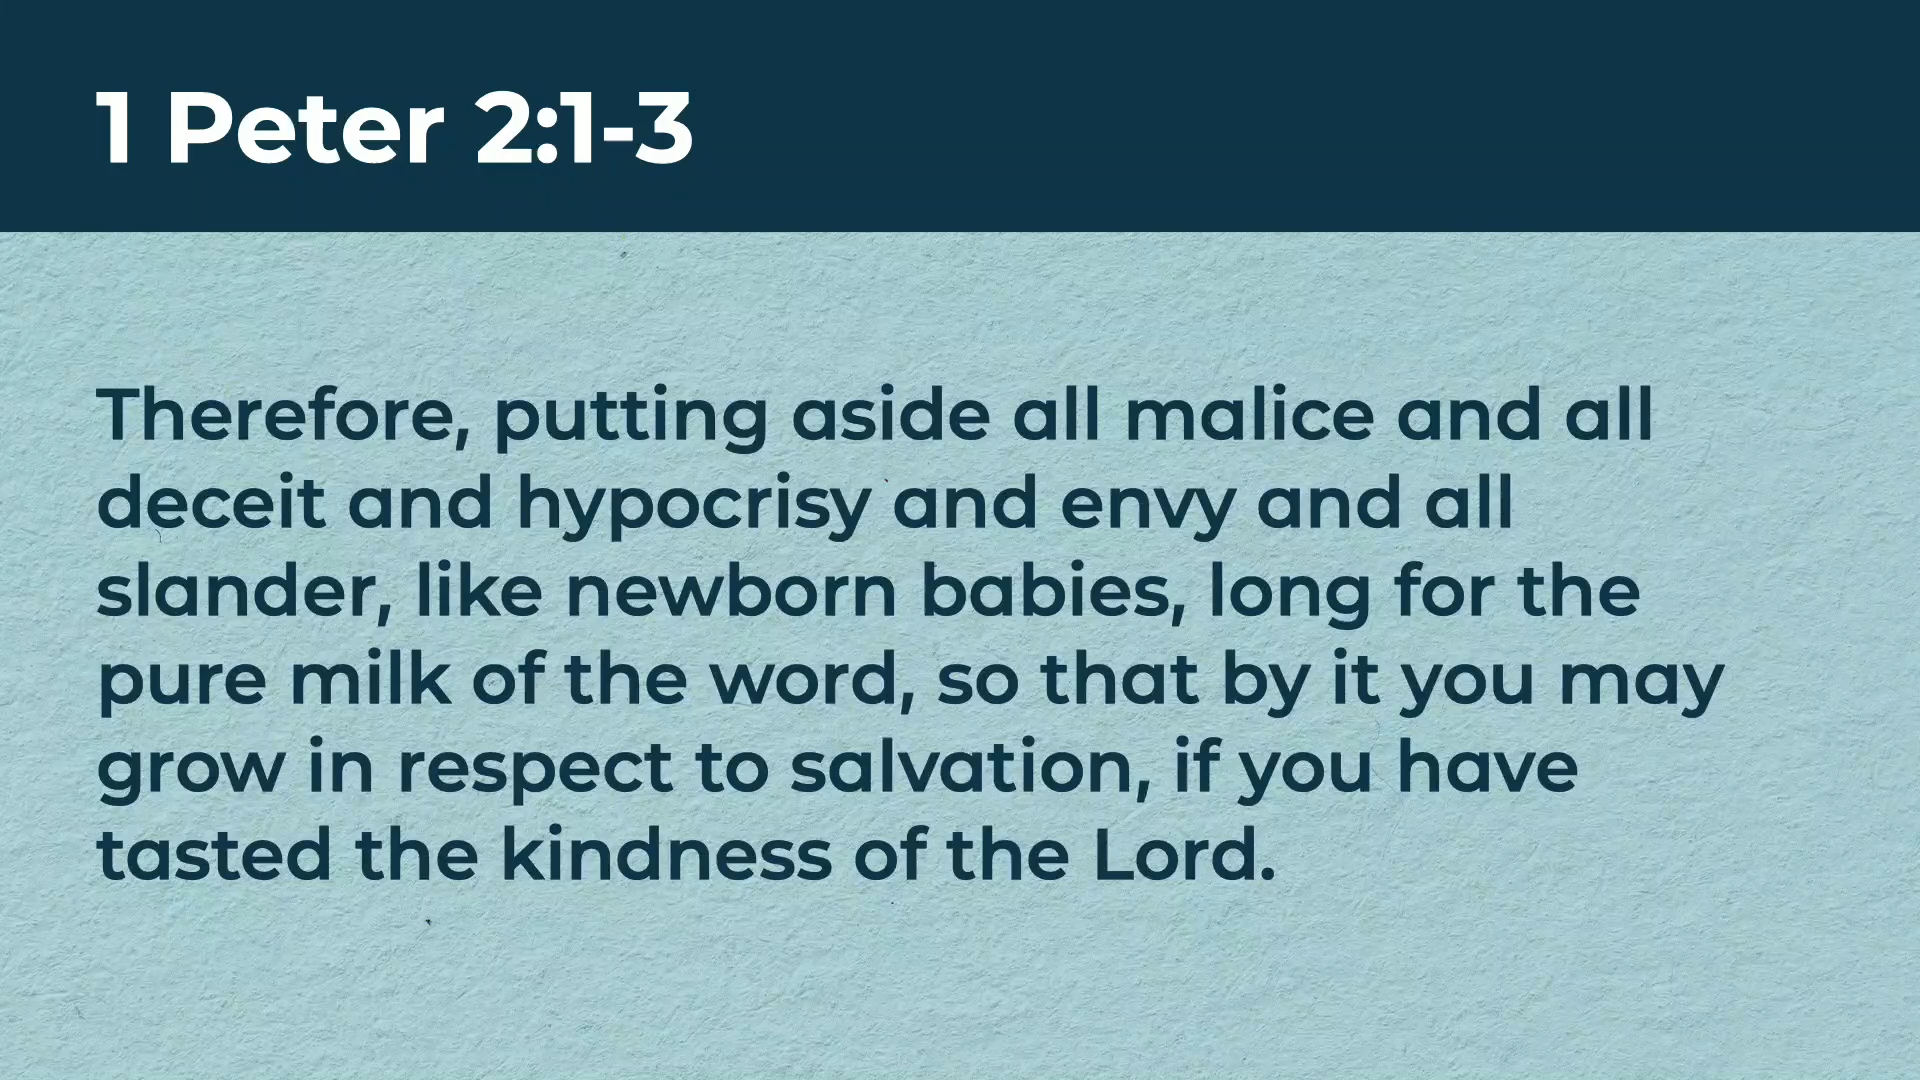 1 Peter 2:1-3
Therefore, putting aside all malice and all
deceit and hypocrisy and envy and all
slander, like newborn babies, long for the
pure milk of the word, so that by it you may
grow in respect to salvation, if you have
tasted the kindness of the Lord.